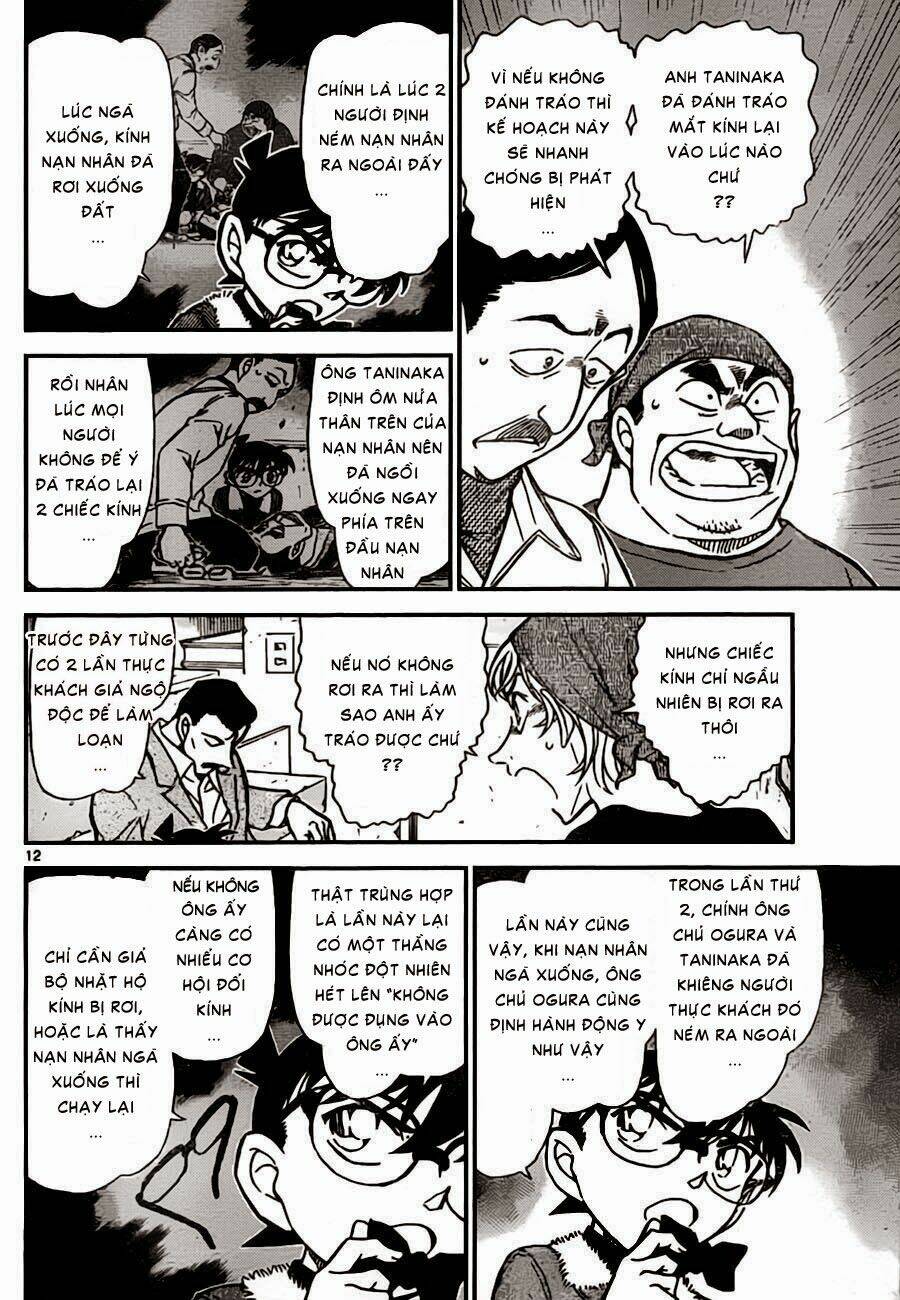 ANH TANINAKA
ĐÃ ĐÁNH TRÁO
MẮT KÍNH LẠI
VÀO LÚC NÀO
CHỨ
??
VÌ NẾU KHÔNG
ĐÁNH TRÁO THÌ
KẾ HOẠCH NÀY
SẼ NHANH
CHÓNG BỊ PHÁT
HIỆN
...
CHÍNH LÀ LÚC 2
NGƯỜI ĐỊNH
NÉM NẠN NHÂN
RA NGOÀI ĐẤY
...
LÚC NGÃ
XUỐNG, KÍNH
NẠN NHÂN ĐÃ
RƠI XUỐNG
ĐẤT
...
ÔNG TANINAKA
ĐỊNH ÔM NỬA
THÂN TRÊN CỦA
NẠN NHÂN NÊN
ĐÃ NGỒI
XUỐNG NGAY
PHÍA TRÊN
ĐẦU NẠN
NHÂN
RỒI NHÂN
LÚC MỌI
NGƯỜI
KHÔNG ĐỂ Ý
ĐÃ TRÁO LẠI
2 CHIẾC KÍNH
...
NHƯNG CHIẾC
KÍNH CHỈ NGẪU
NHIÊN BỊ RƠI RA
THÔI
...
NẾU NÓ KHÔNG
RƠI RA THÌ LÀM
SAO ANH ẤY
TRÁO ĐƯỢC CHỨ
??
TRƯỚC ĐÂY TỪNG
CÓ 2 LẦN THỰC
KHÁCH GIẢ NGỘ
ĐỘC ĐỂ LÀM
LOẠN
...
12
TRONG LẦN THỨ
2, CHÍNH ÔNG
CHỦ OGURA VÀ
TANINAKA ĐÃ
KHIÊNG NGƯỜI
THỰC KHÁCH ĐÓ
NÉM RA NGOÀI
...
LẦN NÀY CŨNG
VẬY, KHI NẠN NHÂN
NGÃ XUỐNG, ÔNG
CHỦ OGURA CŨNG
ĐỊNH HÀNH ĐỘNG Y
NHƯ VẬY
...
THẬT TRÙNG HỢP
LÀ LẦN NÀY LẠI
CÓ MỘT THẰNG
NHÓC ĐỘT NHIÊN
HÉT LÊN "KHÔNG
ĐƯỢC ĐỤNG VÀO
ÔNG ẤY"
...
NẾU KHÔNG
ÔNG ẤY
CÀNG CÓ
NHIỀU CƠ
HỘI ĐỔI
KÍNH
...
CHỈ CẦN GIẢ
BỘ NHẶT HỘ
KÍNH BỊ RƠI,
HOẶC LÀ THẤY
NẠN NHÂN NGÃ
XUỐNG THÌ
CHẠY LẠI
...